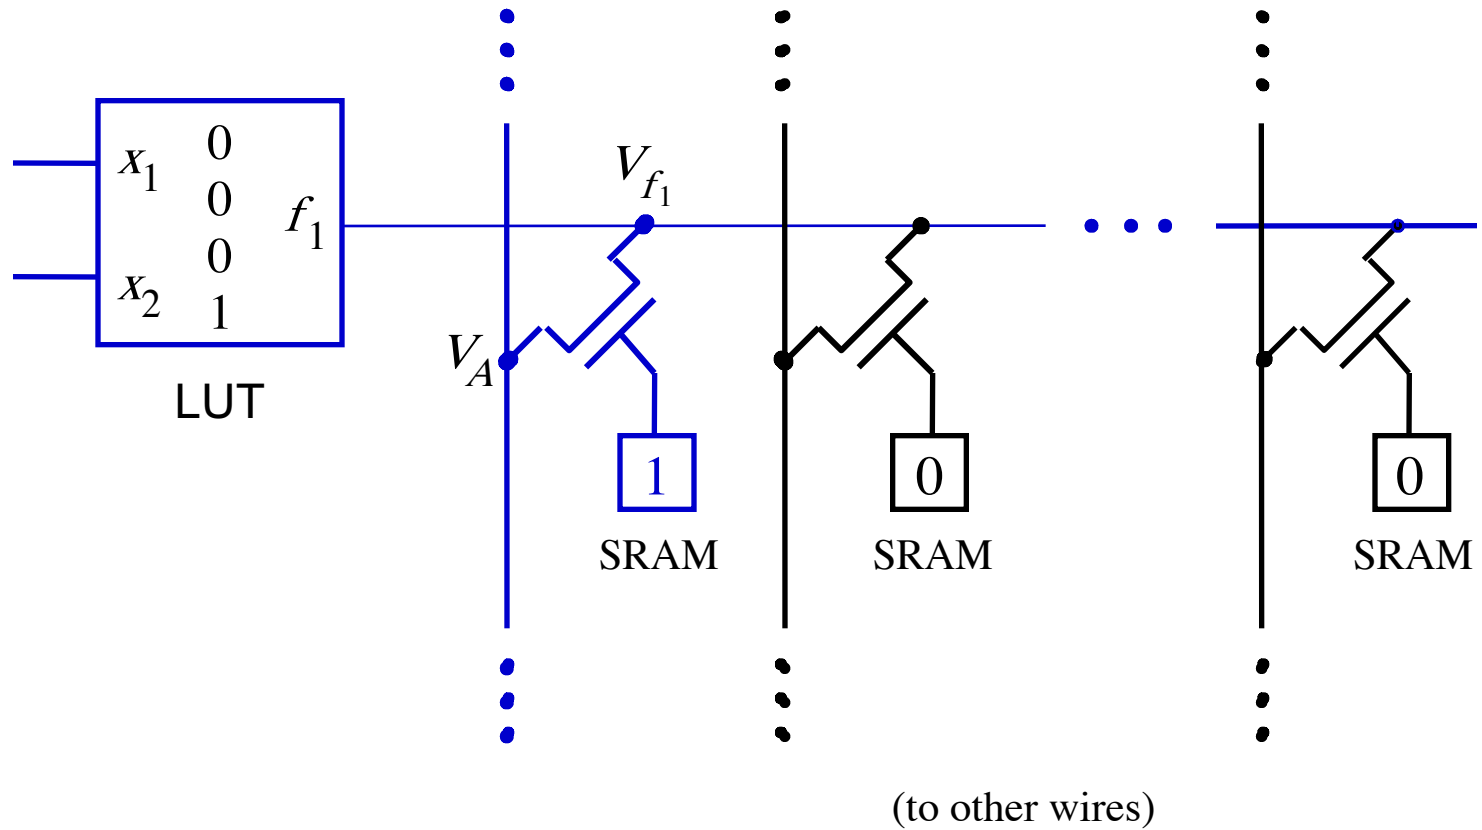 x1 0
0
f1
0
x2 1
LUT
Vf1
VA
1 0 0
SRAM SRAM SRAM
(to other wires)